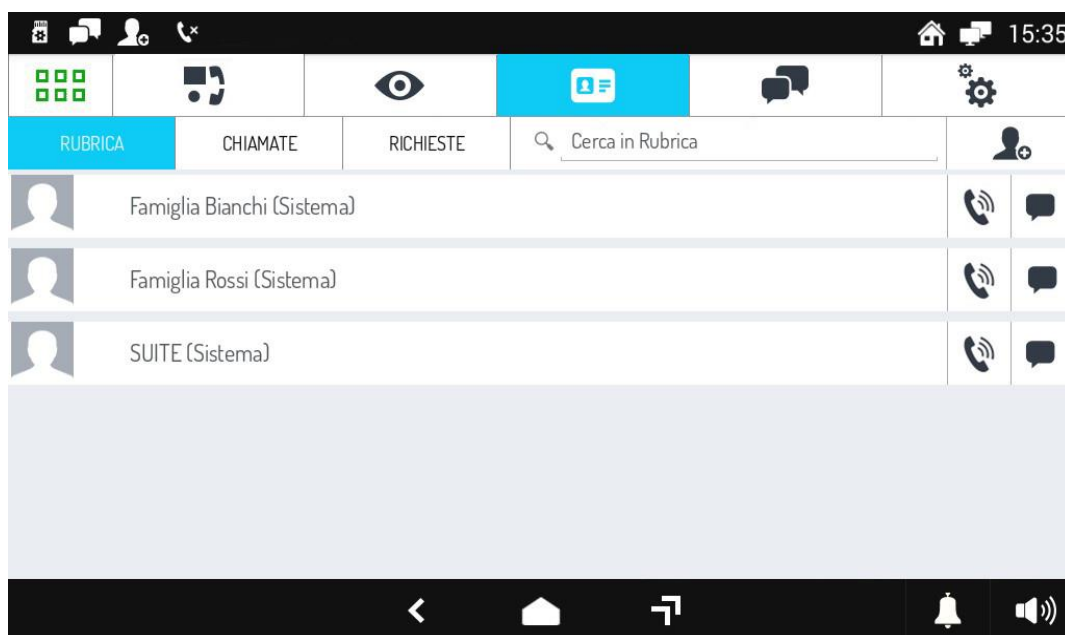 15:35
RUBRICA
CHIAMATE
RICHIESTE
Cerca in Rubrica
Famiglia Bianchi (Sistema)
Famiglia Rossi (Sistema)
SUITE (Sistema)